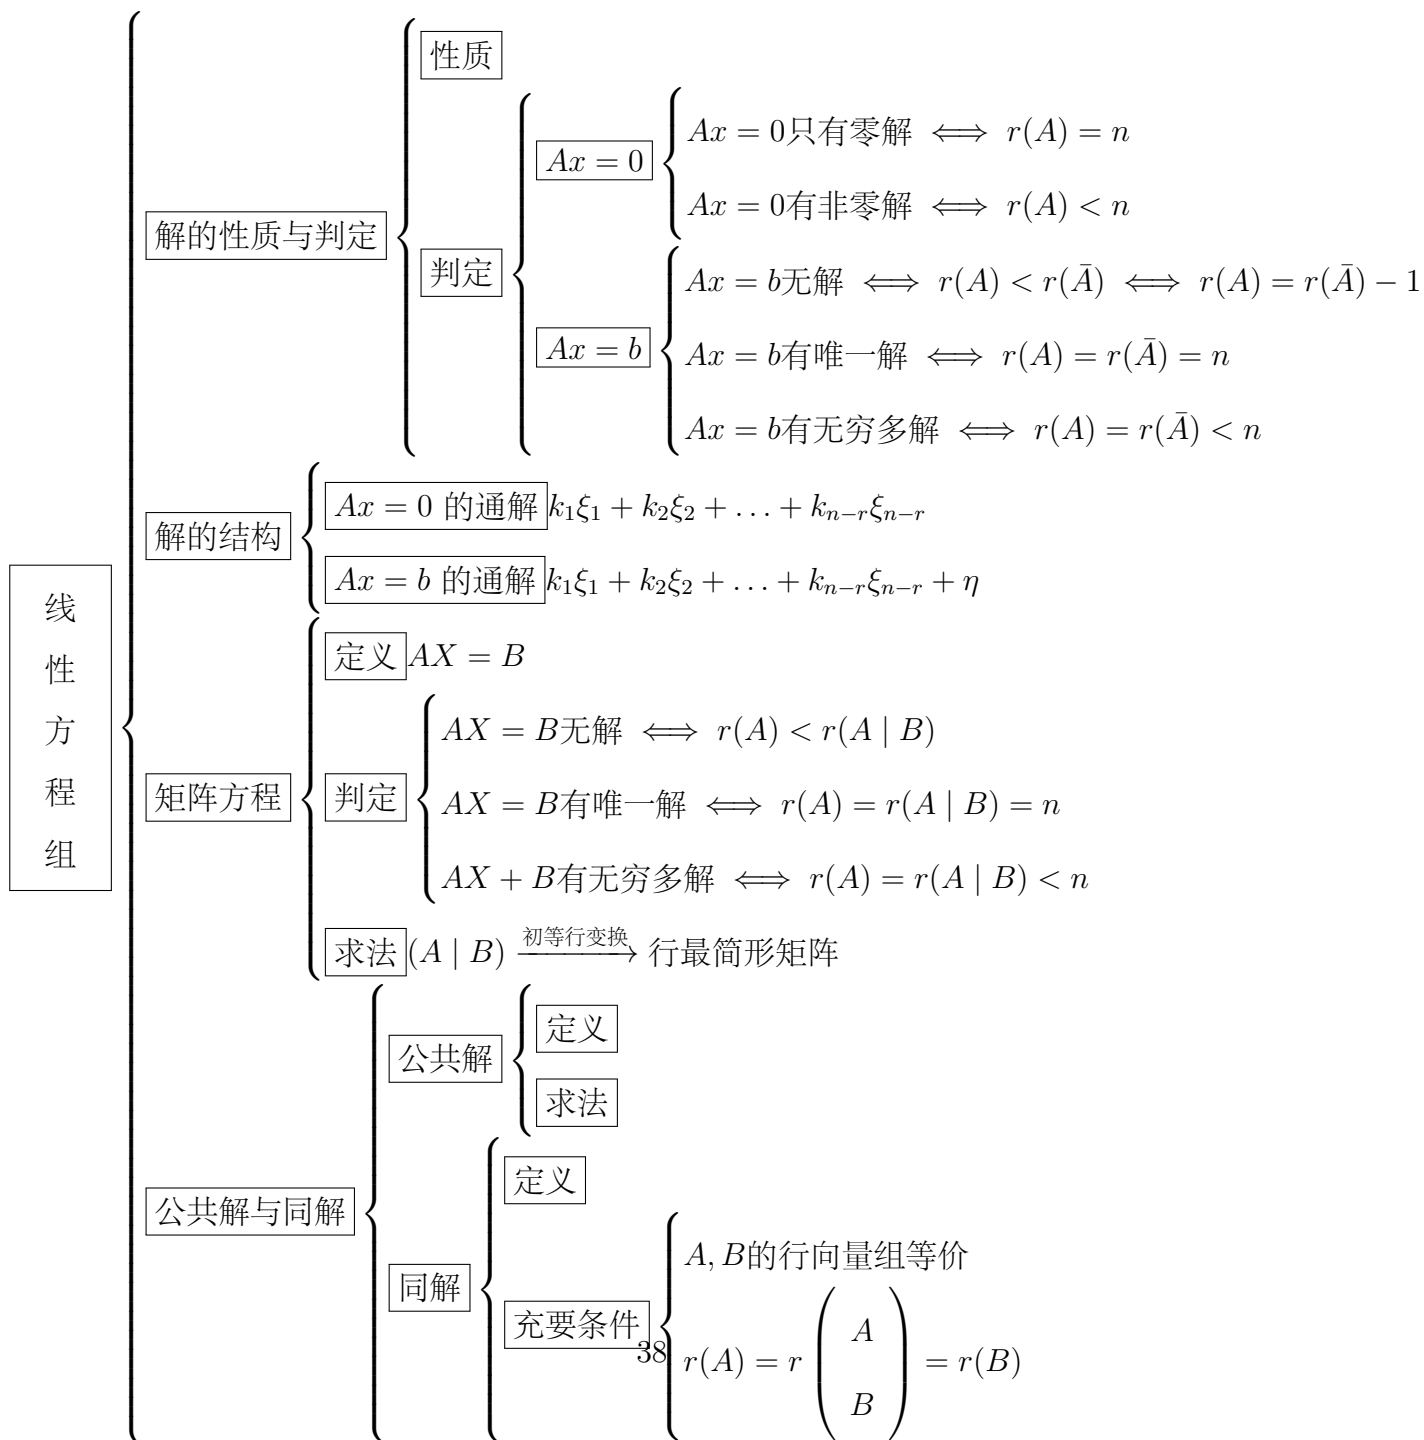 线
性
方
程
组
解的性质与判定
性质
判定
Ax = 0
Ax = 0只有零解 ⟺ r(A) = n
Ax = 0有非零解 ⟺ r(A) < n
Ax = b
Ax = b无解 ⟺ r(A) < r(Ā) ⟺ r(A) = r(Ā) − 1
Ax = b有唯一解 ⟺ r(A) = r(Ā) = n
Ax = b有无穷多解 ⟺ r(A) = r(Ā) < n
解的结构
Ax = 0 的通解 k₁ξ₁ + k₂ξ₂ + … + kₙ₋ᵣξₙ₋ᵣ
Ax = b 的通解 k₁ξ₁ + k₂ξ₂ + … + kₙ₋ᵣξₙ₋ᵣ + η
矩阵方程
定义 AX = B
判定
AX = B无解 ⟺ r(A) < r(A | B)
AX = B有唯一解 ⟺ r(A) = r(A | B) = n
AX + B有无穷多解 ⟺ r(A) = r(A | B) < n
求法 (A | B) 初等行变换→ 行最简形矩阵
公共解与同解
公共解
定义
求法
同解
定义
充要条件
A, B的行向量组等价
r(A) = r ( A B ) = r(B)
38